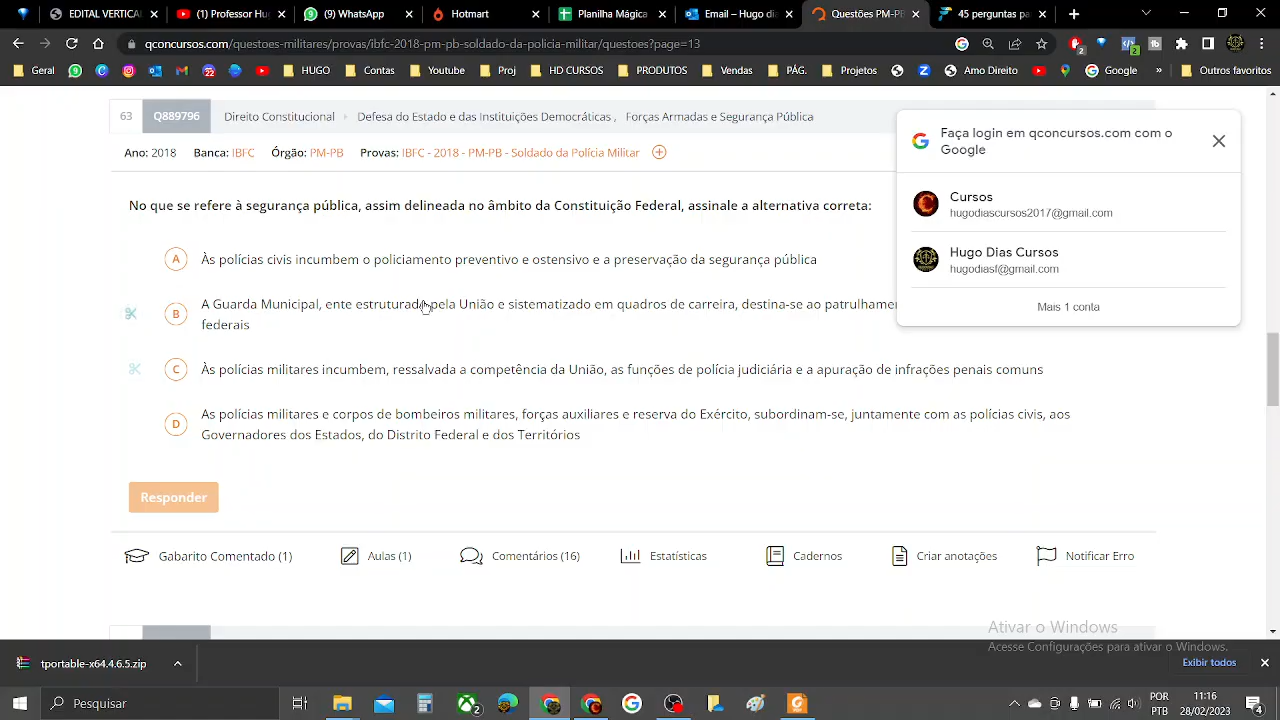 EDITAL VERTICAL
(1) Professor Hug
(1) WhatsApp
Hotmart
Planilha Mágica
Email – Hugo dia
Questões PM-PB
45 perguntas pa
qconcursos.com/questoes-militares/provas/ibfc-2018-pm-pb-soldado-da-policia-militar/questoes?page=13
Geral
HUGO
Contas
Youtube
PIN
HD CURSOS
PRODUTOS
Vendas
PÁG
Projetos
Amo Direito
Google
»
Outros favoritos
63 Q889796 Direito Constitucional Defesa do Estado e das Instituições Democráticas , Forças Armadas e Segurança Pública
Ano: 2018 Banca: IBFC Órgão: PM-PB Provas: IBFC - 2018 - PM-PB - Soldado da Polícia Militar
Faça login em qconcursos.com com o
Google
Cursos
hugodiascursos2017@gmail.com
Hugo Dias Cursos
hugodiasf@gmail.com
Mais 1 conta
No que se refere à segurança pública, assim delineada no âmbito da Constituição Federal, assinale a alternativa correta:
A Às polícias civis incumbem o policiamento preventivo e ostensivo e a preservação da segurança pública
B A Guarda Municipal, ente estruturado pela União e sistematizado em quadros de carreira, destina-se ao patrulham
federais
C Às polícias militares incumbem, ressalvada a competência da União, as funções de polícia judiciária e a apuração de infrações penais comuns
D As polícias militares e corpos de bombeiros militares, forças auxiliares e reserva do Exército, subordinam-se, juntamente com as polícias civis, aos
Governadores dos Estados, do Distrito Federal e dos Territórios
Responder
Gabarito Comentado (1)
Aulas (1)
Comentários (16)
Estatísticas
Cadernos
Criar anotações
Notificar Erro
Ativar o Windows
Acesse Configurações para ativar o Windows.
tportable-x64.4.6.5.zip
Exibir todos
Pesquisar
POR
PTB
11:16
28/02/2023